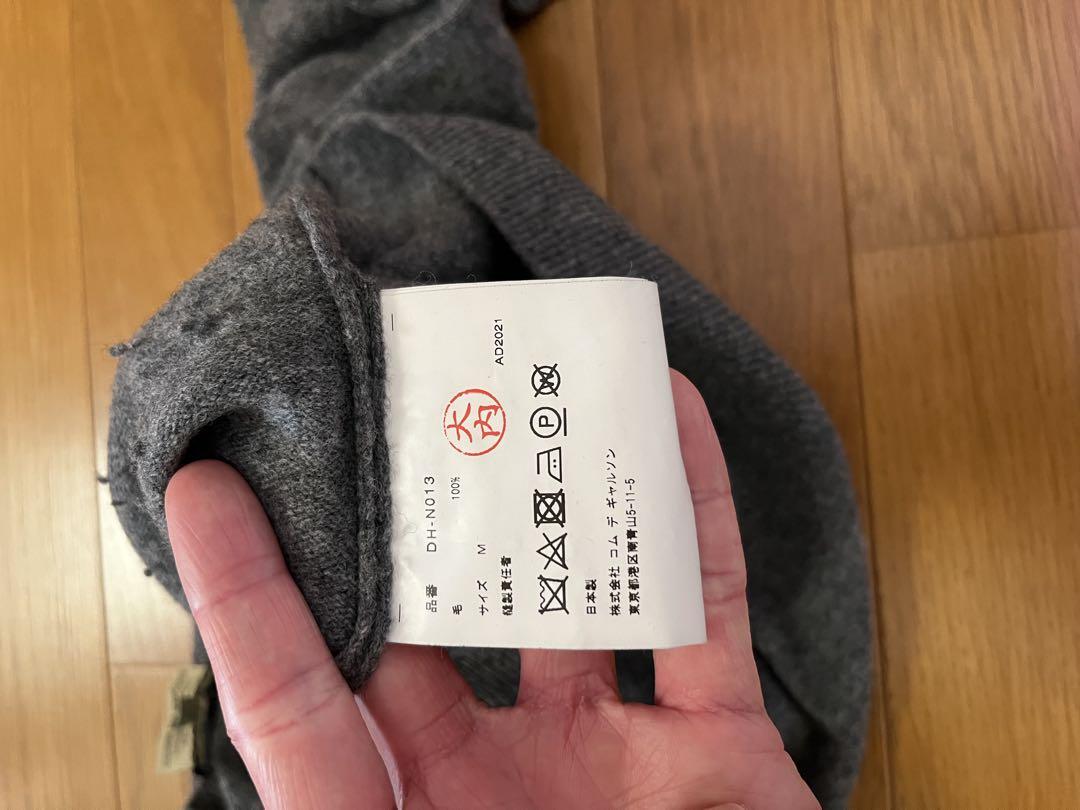 品番 DH-N013
毛 100%
サイズ M
縫製責任者 大内
AD2021
P
W
日本製
株式会社 コム デ ギャルソン
東京都港区南青山5-11-5